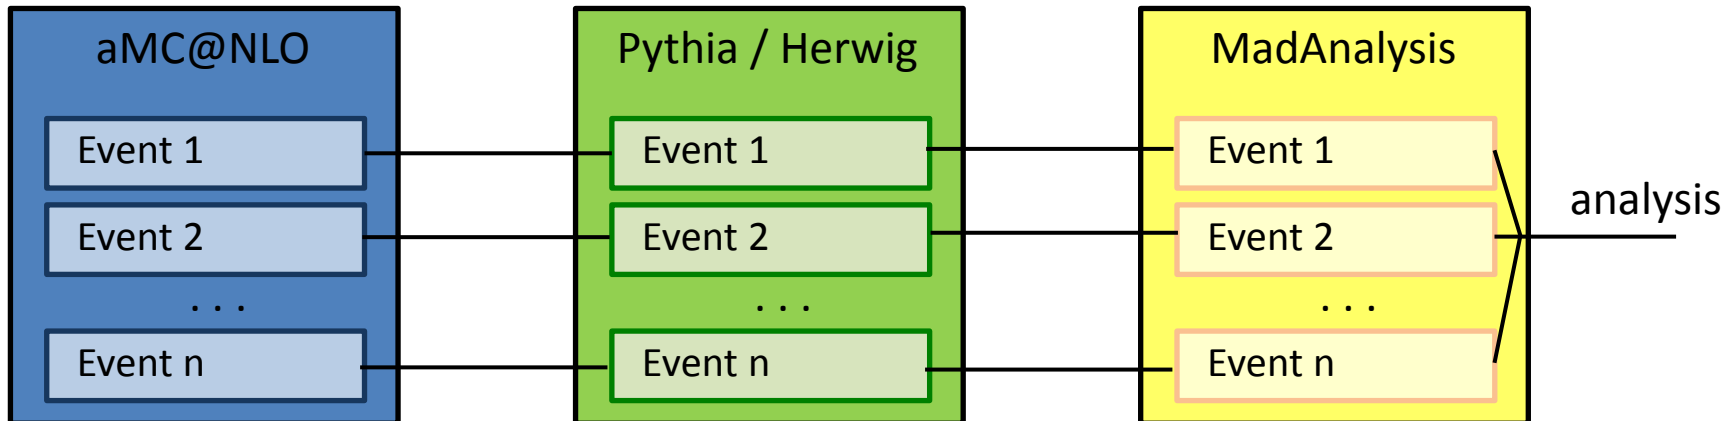 aMC@NLO
Event 1
Event 2
. . .
Event n
Pythia / Herwig
Event 1
Event 2
. . .
Event n
MadAnalysis
Event 1
Event 2
. . .
Event n
analysis